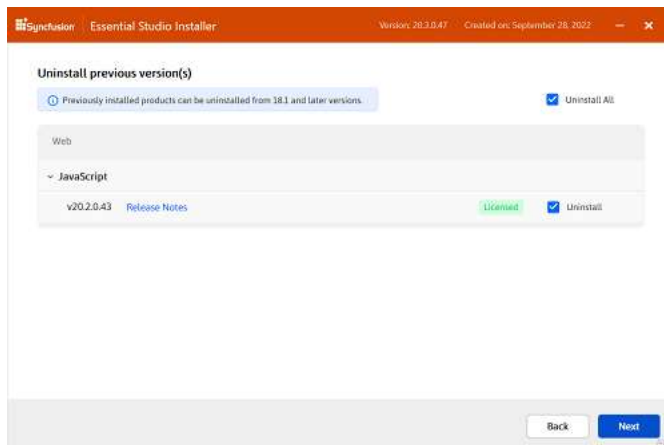 Syncfusion Essential Studio Installer Version: 20.3.0.47 Created on: September 28, 2022
Uninstall previous version(s)
Previously installed products can be uninstalled from 18.1 and later versions. Uninstall All
Web
JavaScript
v20.2.0.43 Release Notes Licensed Uninstall
Back Next